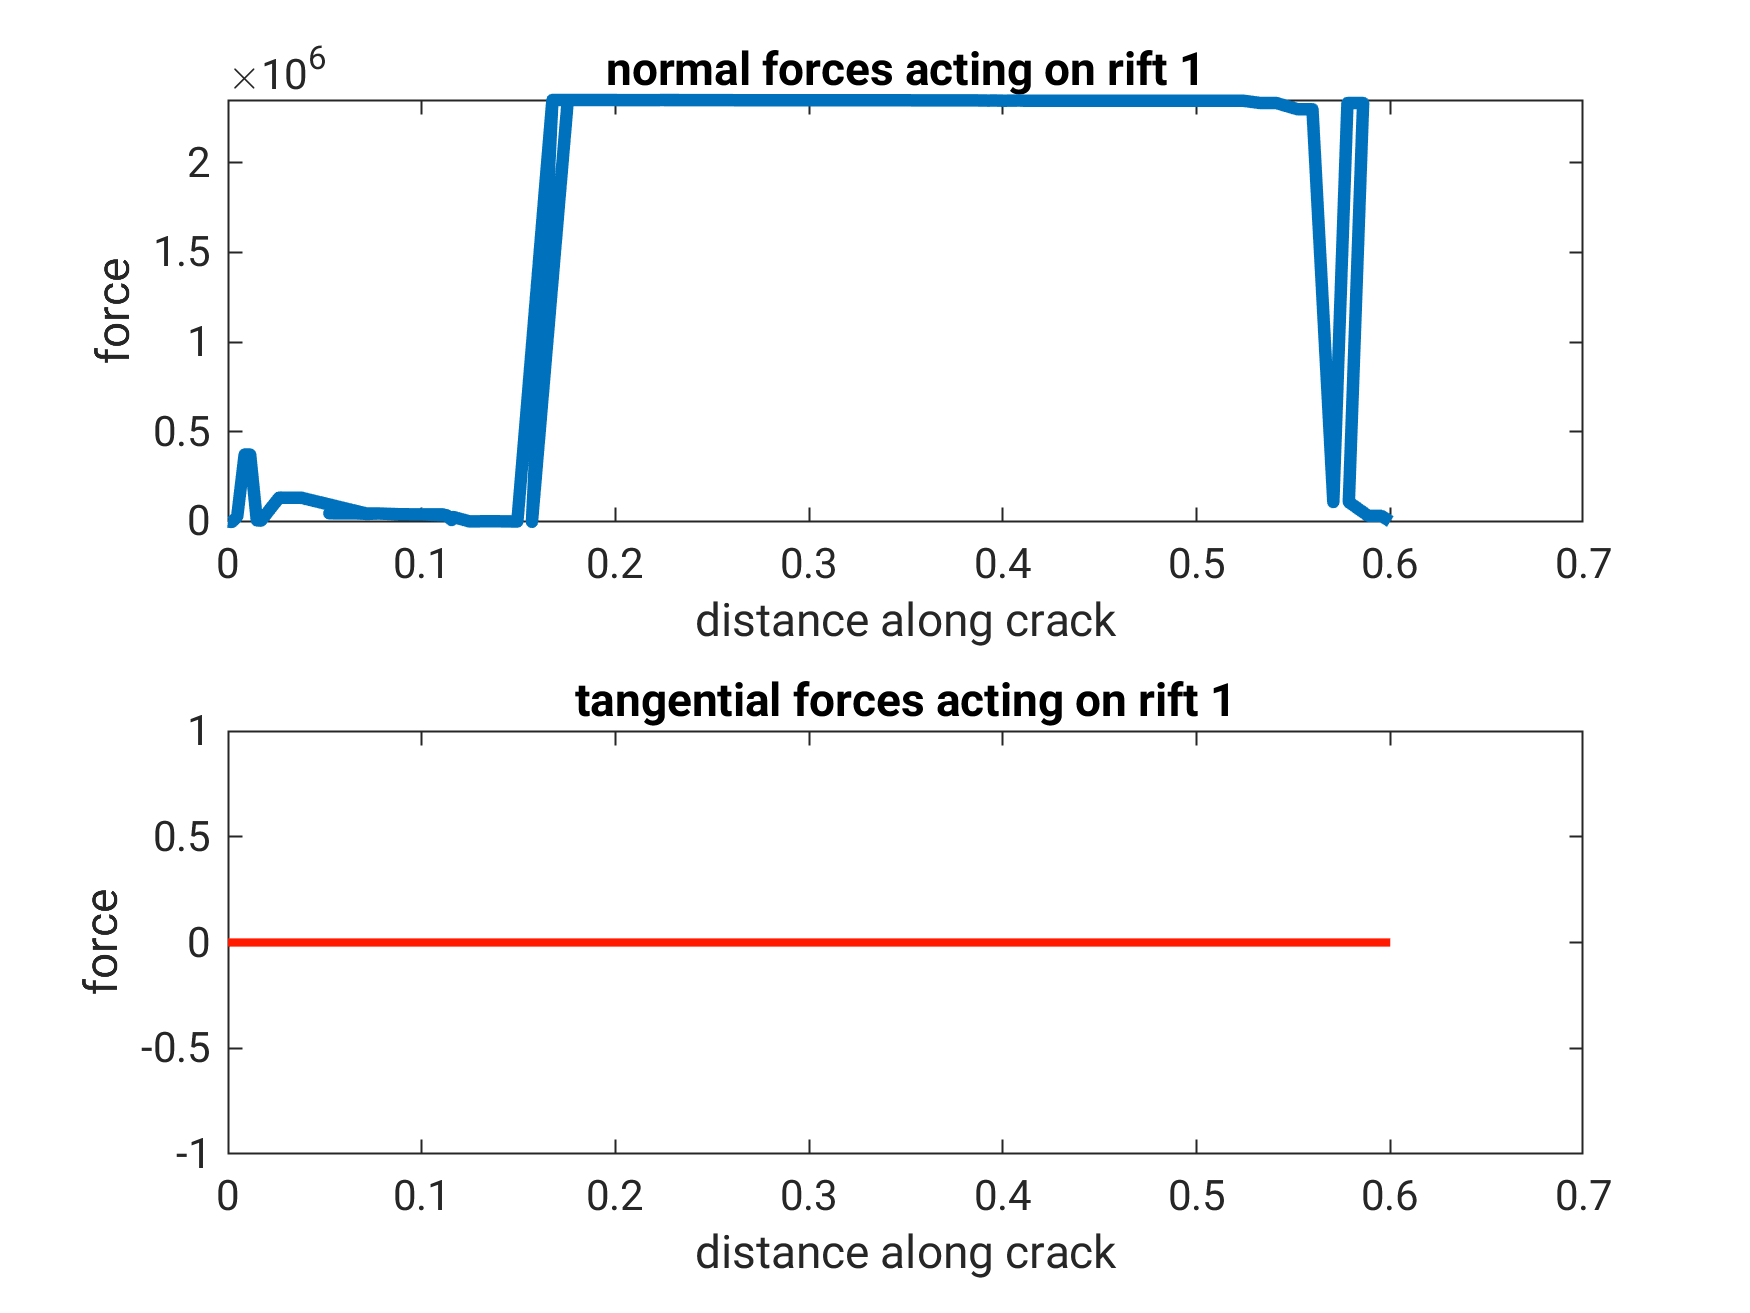 ×10⁶
normal forces acting on rift 1
2
1.5
1
0.5
0
force
0 0.1 0.2 0.3 0.4 0.5 0.6 0.7
distance along crack
tangential forces acting on rift 1
1
0.5
0
-0.5
-1
force
0 0.1 0.2 0.3 0.4 0.5 0.6 0.7
distance along crack